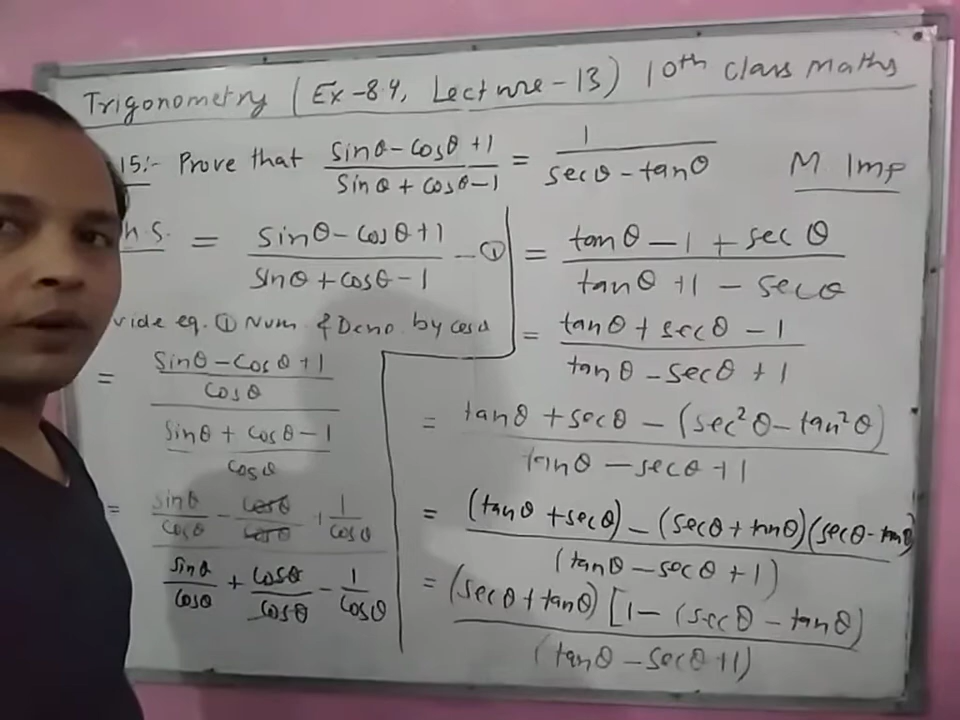 Trigonometry (Ex-8.4, Lecture-13) 10th class maths
15:- Prove that (sinθ - cosθ + 1)/(sinθ + cosθ - 1) = 1/(secθ - tanθ) M Imp
h.s. = (sinθ - cosθ + 1)/(sinθ + cosθ - 1) - ①
vide eq. ① Num & Deno. by cosθ
= ((sinθ - cosθ + 1)/cosθ)/((sinθ + cosθ - 1)/cosθ)
= (sinθ/cosθ - cosθ/cosθ + 1/cosθ)/(sinθ/cosθ + cosθ/cosθ - 1/cosθ)
= (tanθ - 1 + secθ)/(tanθ + 1 - secθ)
= (tanθ + secθ - 1)/(tanθ - secθ + 1)
= (tanθ + secθ - (sec²θ - tan²θ))/(tanθ - secθ + 1)
= ((tanθ + secθ) - (secθ + tanθ)(secθ - tanθ))/((tanθ - secθ + 1))
= ((secθ + tanθ) [1 - (secθ - tanθ))/((tanθ - secθ + 1))